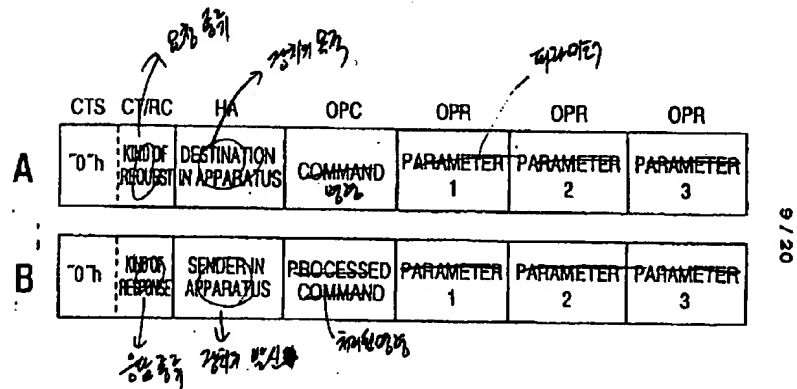 요청 종류
장치의 목적
파라미터
CTS CT/RC HA OPC OPR OPR OPR
A
"0"h KIND OF REQUEST DESTINATION IN APPARATUS COMMAND 명령 PARAMETER 1 PARAMETER 2 PARAMETER 3
9 / 20
B
"0"h KIND OF RESPONSE SENDER IN APPARATUS PROCESSED COMMAND PARAMETER 1 PARAMETER 2 PARAMETER 3
응답 종류
처리된 명령